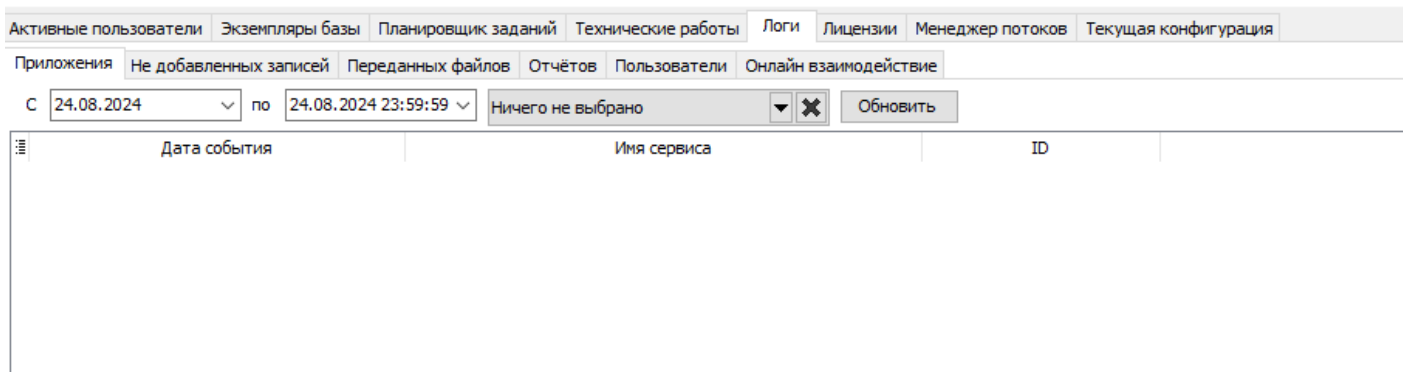 Активные пользователи Экземпляры базы Планировщик заданий Технические работы Логи Лицензии Менеджер потоков Текущая конфигурация
Приложения Не добавленных записей Переданных файлов Отчётов Пользователи Онлайн взаимодействие
С 24.08.2024 по 24.08.2024 23:59:59 Ничего не выбрано Обновить
Дата события Имя сервиса ID